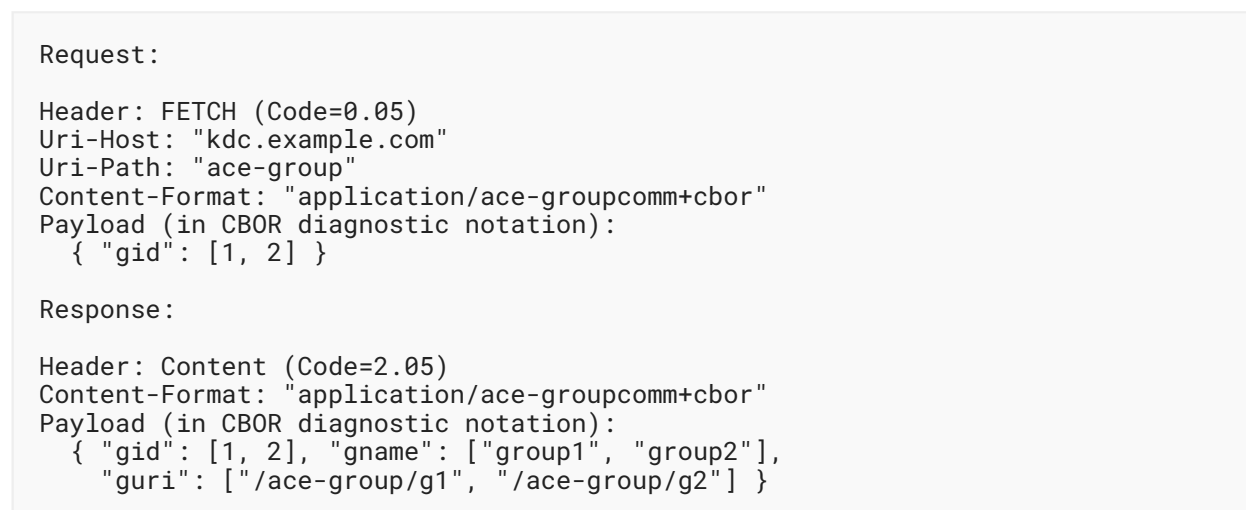 Request:
Header: FETCH (Code=0.05)
Uri-Host: "kdc.example.com"
Uri-Path: "ace-group"
Content-Format: "application/ace-groupcomm+cbor"
Payload (in CBOR diagnostic notation):
{ "gid": [1, 2] }
Response:
Header: Content (Code=2.05)
Content-Format: "application/ace-groupcomm+cbor"
Payload (in CBOR diagnostic notation):
{ "gid": [1, 2], "gname": ["group1", "group2"],
"guri": ["/ace-group/g1", "/ace-group/g2"] }